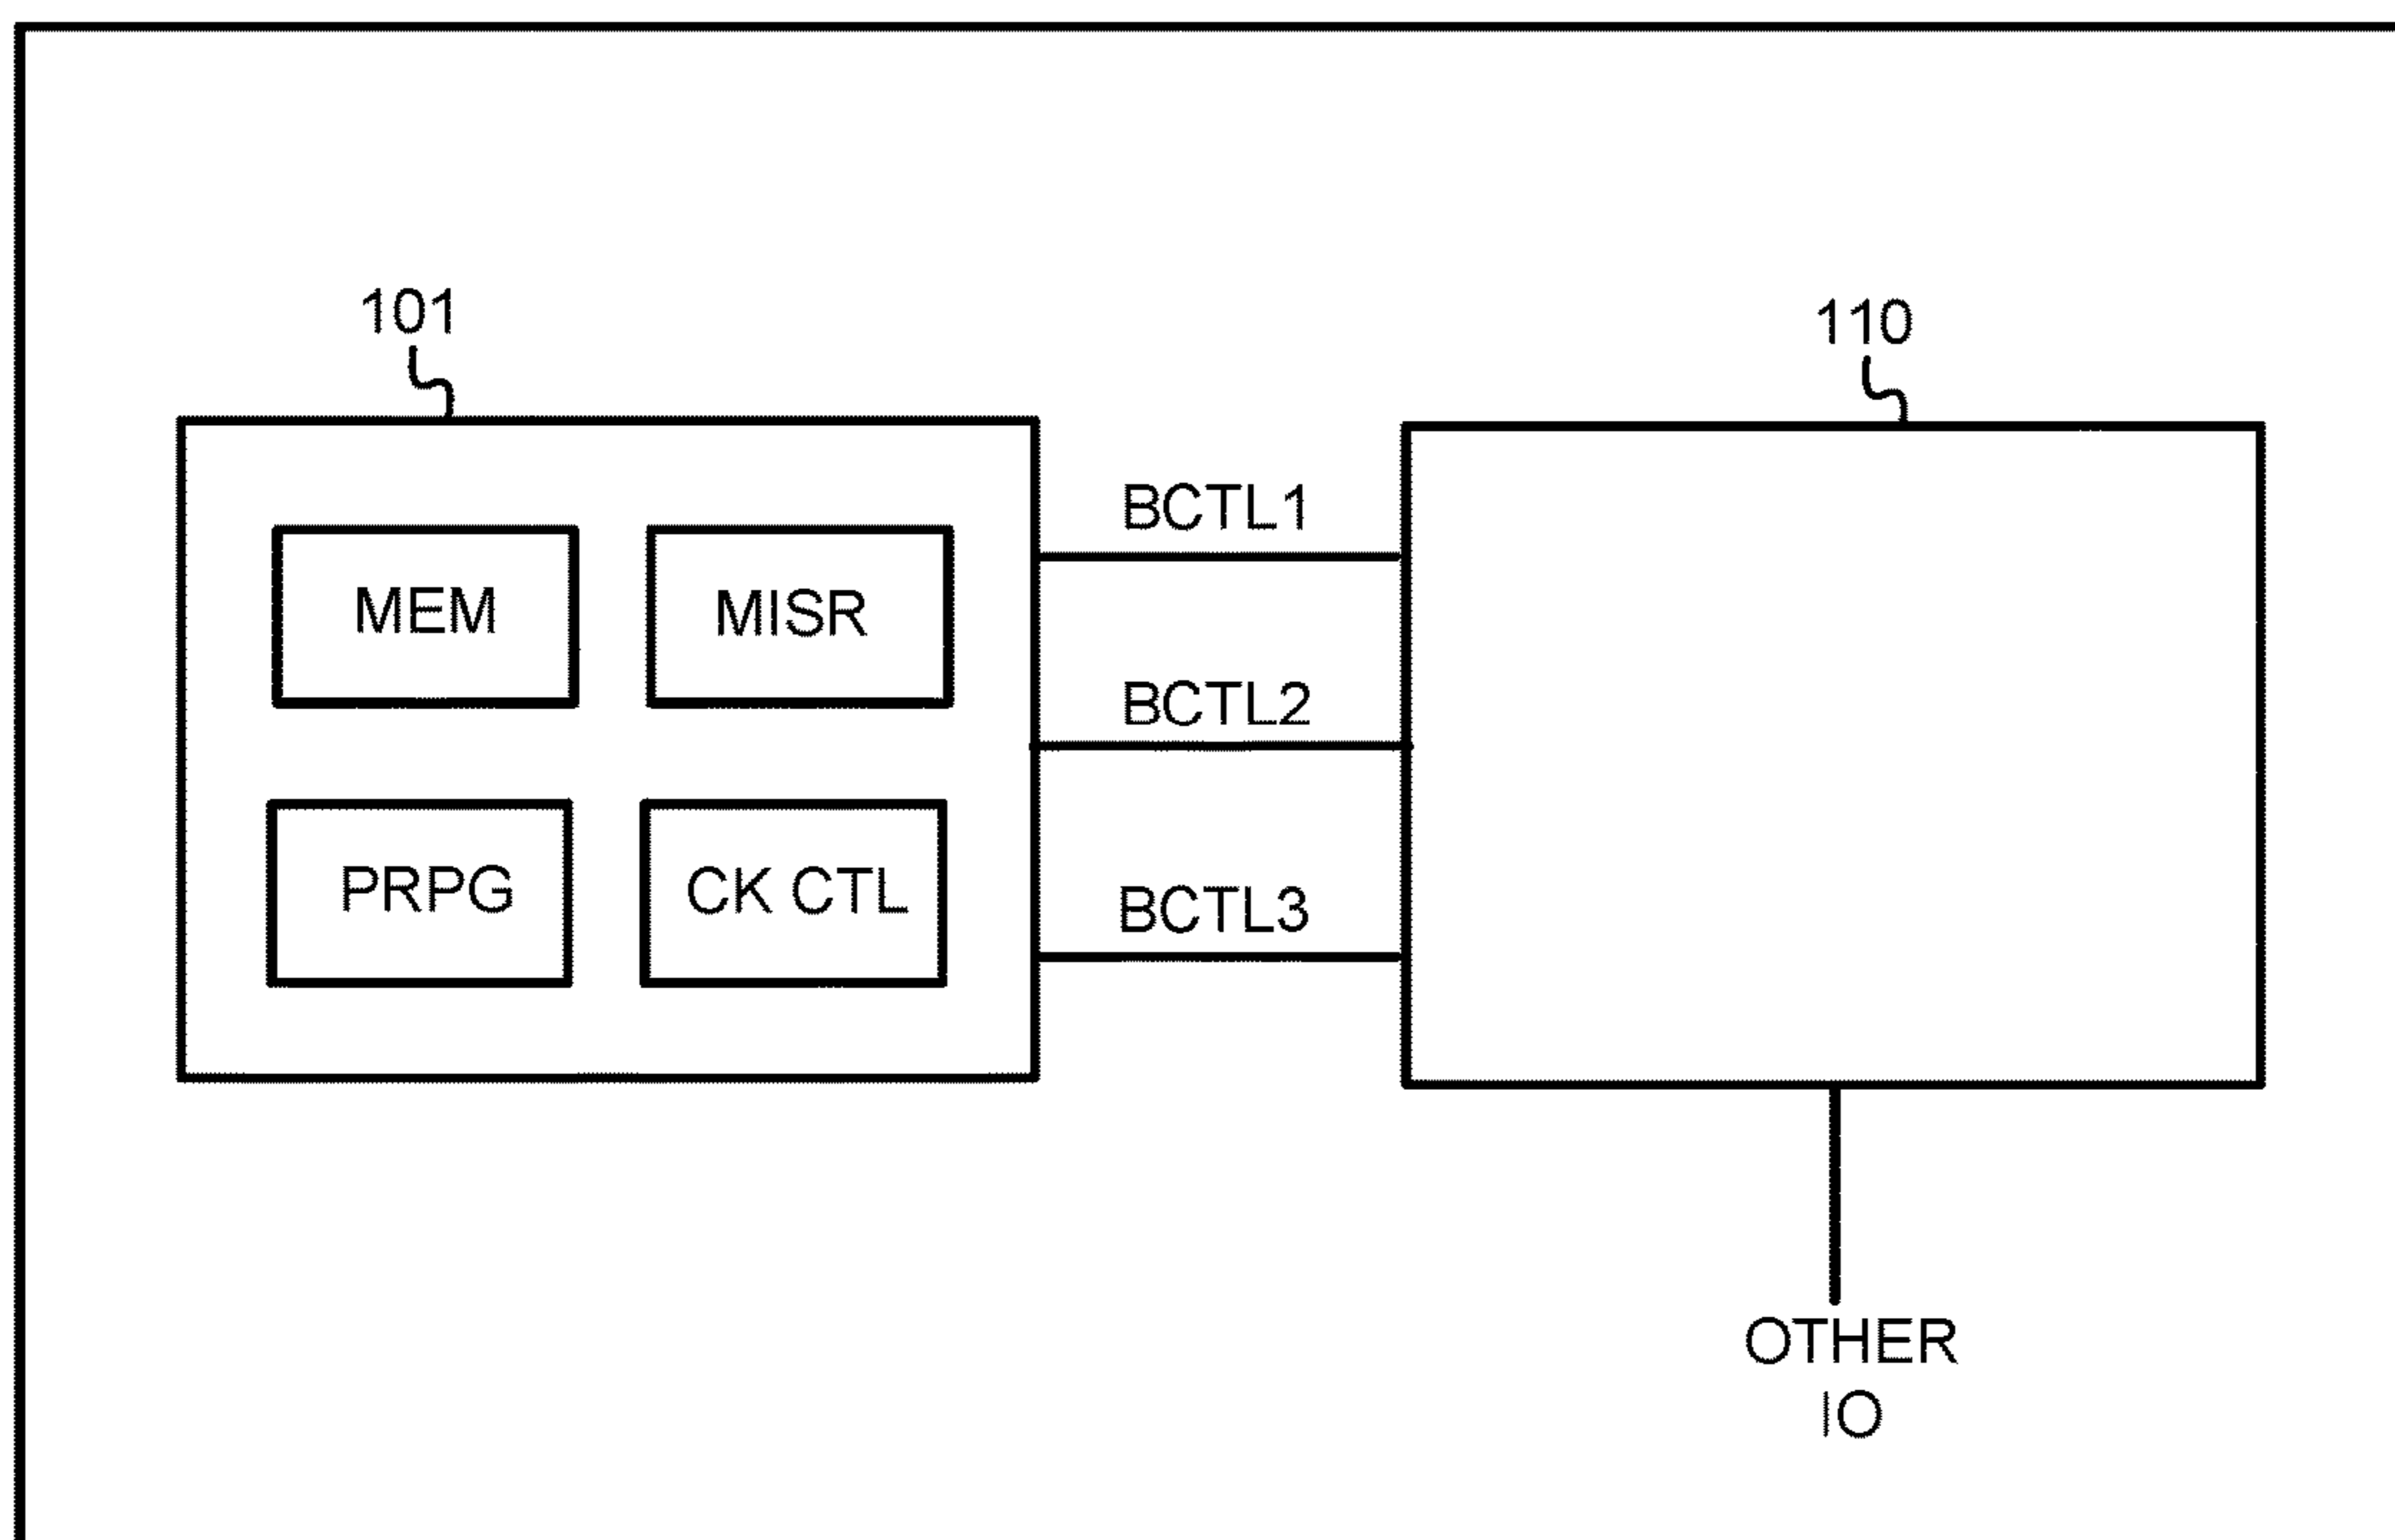 101
110
BCTL1
MEM
MISR
BCTL2
PRPG
CK CTL
BCTL3
OTHER
IO